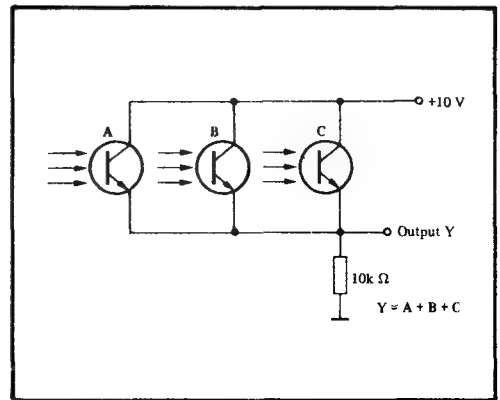 +10 V
A
B
C
Output Y
10k Ω
Y = A + B + C